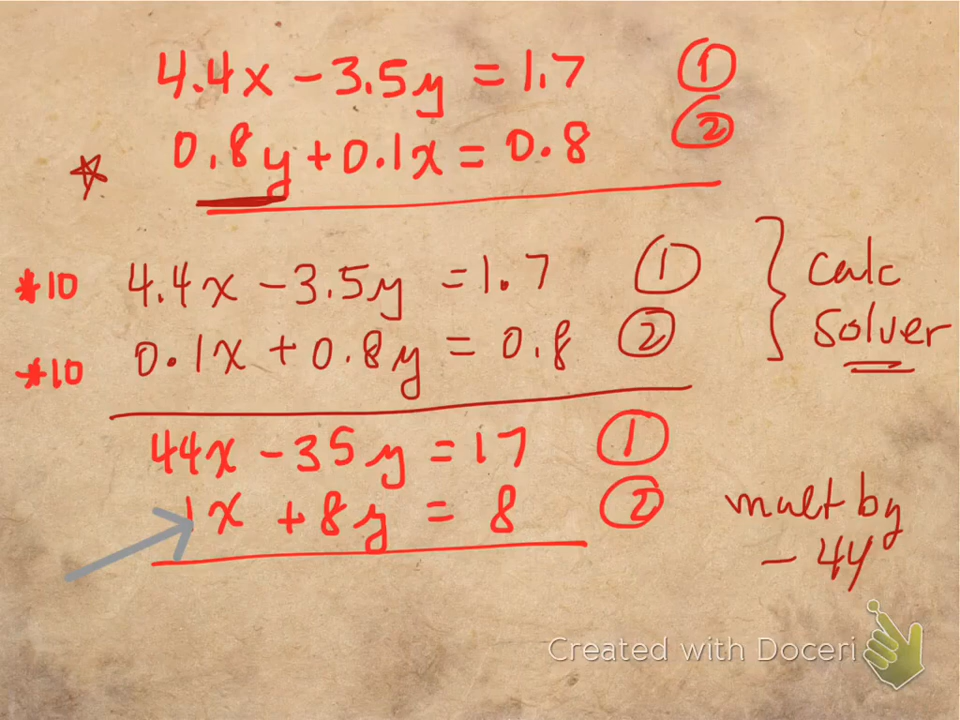 4.4x - 3.5y = 1.7 ①
☆ 0.8y + 0.1x = 0.8 ②
*10 4.4x - 3.5y = 1.7 ①
*10 0.1x + 0.8y = 0.8 ②
} calc
solver
44x - 35y = 17 ①
1x + 8y = 8 ②
mult by
- 44
Created with Doceri